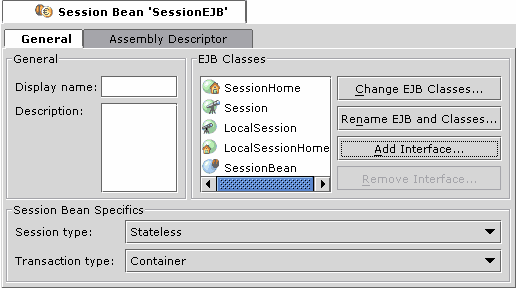 Session Bean 'SessionEJB'
General
Assembly Descriptor
General
Display name:
Description:
EJB Classes
SessionHome
Session
LocalSession
LocalSessionHome
SessionBean
Change EJB Classes...
Rename EJB and Classes...
Add Interface...
Remove Interface...
Session Bean Specifics
Session type: Stateless
Transaction type: Container